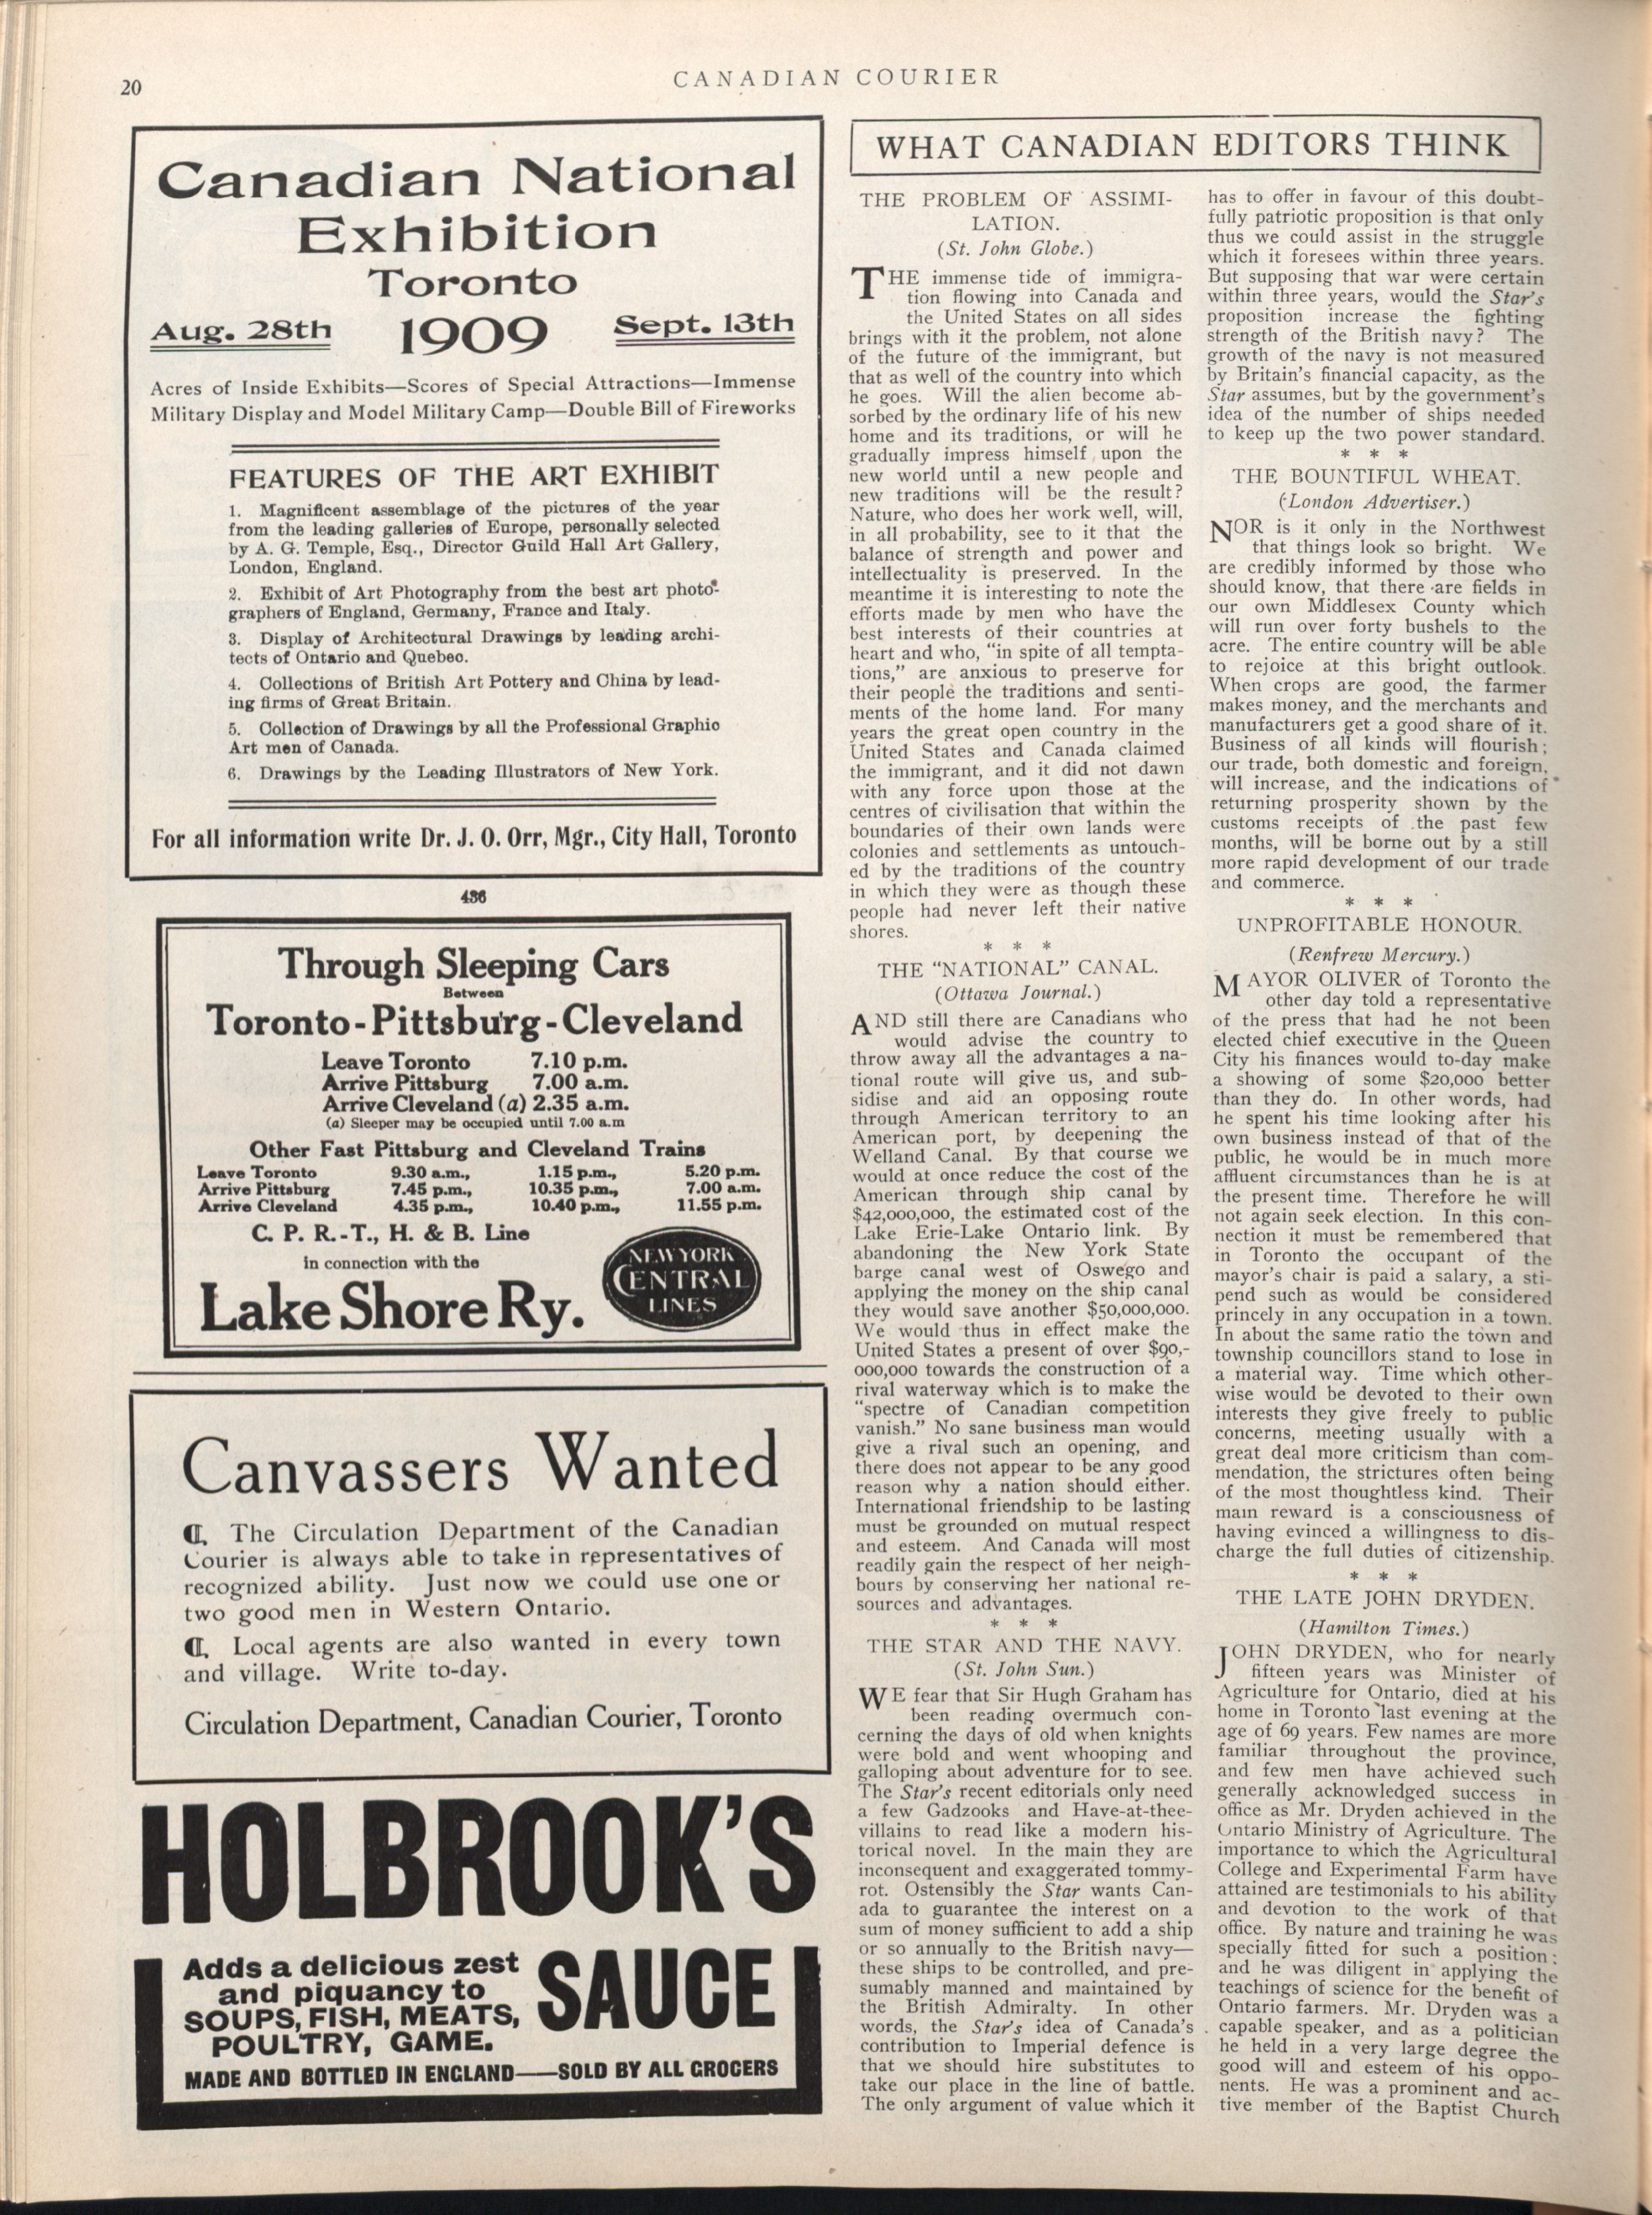 20
CANADIAN COURIER
Canadian National
Exhibition
Toronto
Aug. 28th 1909 Sept. 13th
Acres of Inside Exhibits—Scores of Special Attractions—Immense
Military Display and Model Military Camp—Double Bill of Fireworks
FEATURES OF THE ART EXHIBIT
1. Magnificent assemblage of the pictures of the year
from the leading galleries of Europe, personally selected
by A. G. Temple, Esq., Director Guild Hall Art Gallery,
London, England.
2. Exhibit of Art Photography from the best art photo-
graphers of England, Germany, France and Italy.
3. Display of Architectural Drawings by leading archi-
tects of Ontario and Quebec.
4. Collections of British Art Pottery and China by lead-
ing firms of Great Britain.
5. Collection of Drawings by all the Professional Graphic
Art men of Canada.
6. Drawings by the Leading Illustrators of New York.
For all information write Dr. J. O. Orr, Mgr., City Hall, Toronto
436
Through Sleeping Cars
Between
Toronto-Pittsburg-Cleveland
Leave Toronto 7.10 p.m.
Arrive Pittsburg 7.00 a.m.
Arrive Cleveland (a) 2.35 a.m.
(a) Sleeper may be occupied until 7.00 a.m
Other Fast Pittsburg and Cleveland Trains
Leave Toronto 9.30 a.m., 1.15 p.m., 5.20 p.m.
Arrive Pittsburg 7.45 p.m., 10.35 p.m., 7.00 a.m.
Arrive Cleveland 4.35 p.m., 10.40 p.m., 11.55 p.m.
C. P. R.-T., H. & B. Line
in connection with the
Lake Shore Ry.
NEW YORK
CENTRAL
LINES
Canvassers Wanted
¶ The Circulation Department of the Canadian
Courier is always able to take in representatives of
recognized ability. Just now we could use one or
two good men in Western Ontario.
¶ Local agents are also wanted in every town
and village. Write to-day.
Circulation Department, Canadian Courier, Toronto
HOLBROOK'S
SAUCE
Adds a delicious zest
and piquancy to
SOUPS, FISH, MEATS,
POULTRY, GAME.
MADE AND BOTTLED IN ENGLAND——SOLD BY ALL GROCERS
WHAT CANADIAN EDITORS THINK
THE PROBLEM OF ASSIMI-
LATION.
(St. John Globe.)
THE immense tide of immigra-
tion flowing into Canada and
the United States on all sides
brings with it the problem, not alone
of the future of the immigrant, but
that as well of the country into which
he goes. Will the alien become ab-
sorbed by the ordinary life of his new
home and its traditions, or will he
gradually impress himself upon the
new world until a new people and
new traditions will be the result?
Nature, who does her work well, will,
in all probability, see to it that the
balance of strength and power and
intellectuality is preserved. In the
meantime it is interesting to note the
efforts made by men who have the
best interests of their countries at
heart and who, "in spite of all tempta-
tions," are anxious to preserve for
their people the traditions and senti-
ments of the home land. For many
years the great open country in the
United States and Canada claimed
the immigrant, and it did not dawn
with any force upon those at the
centres of civilisation that within the
boundaries of their own lands were
colonies and settlements as untouch-
ed by the traditions of the country
in which they were as though these
people had never left their native
shores.
* * *
THE "NATIONAL" CANAL.
(Ottawa Journal.)
AND still there are Canadians who
would advise the country to
throw away all the advantages a na-
tional route will give us, and sub-
sidise and aid an opposing route
through American territory to an
American port, by deepening the
Welland Canal. By that course we
would at once reduce the cost of the
American through ship canal by
$42,000,000, the estimated cost of the
Lake Erie-Lake Ontario link. By
abandoning the New York State
barge canal west of Oswego and
applying the money on the ship canal
they would save another $50,000,000.
We would thus in effect make the
United States a present of over $90,-
000,000 towards the construction of a
rival waterway which is to make the
"spectre of Canadian competition
vanish." No sane business man would
give a rival such an opening, and
there does not appear to be any good
reason why a nation should either.
International friendship to be lasting
must be grounded on mutual respect
and esteem. And Canada will most
readily gain the respect of her neigh-
bours by conserving her national re-
sources and advantages.
* * *
THE STAR AND THE NAVY.
(St. John Sun.)
WE fear that Sir Hugh Graham has
been reading overmuch con-
cerning the days of old when knights
were bold and went whooping and
galloping about adventure for to see.
The Star's recent editorials only need
a few Gadzooks and Have-at-thee-
villains to read like a modern his-
torical novel. In the main they are
inconsequent and exaggerated tommy-
rot. Ostensibly the Star wants Can-
ada to guarantee the interest on a
sum of money sufficient to add a ship
or so annually to the British navy—
these ships to be controlled, and pre-
sumably manned and maintained by
the British Admiralty. In other
words, the Star's idea of Canada's
contribution to Imperial defence is
that we should hire substitutes to
take our place in the line of battle.
The only argument of value which it
has to offer in favour of this doubt-
fully patriotic proposition is that only
thus we could assist in the struggle
which it foresees within three years.
But supposing that war were certain
within three years, would the Star's
proposition increase the fighting
strength of the British navy? The
growth of the navy is not measured
by Britain's financial capacity, as the
Star assumes, but by the government's
idea of the number of ships needed
to keep up the two power standard.
* * *
THE BOUNTIFUL WHEAT.
(London Advertiser.)
NOR is it only in the Northwest
that things look so bright. We
are credibly informed by those who
should know, that there are fields in
our own Middlesex County which
will run over forty bushels to the
acre. The entire country will be able
to rejoice at this bright outlook.
When crops are good, the farmer
makes money, and the merchants and
manufacturers get a good share of it.
Business of all kinds will flourish;
our trade, both domestic and foreign,
will increase, and the indications of
returning prosperity shown by the
customs receipts of the past few
months, will be borne out by a still
more rapid development of our trade
and commerce.
* * *
UNPROFITABLE HONOUR.
(Renfrew Mercury.)
MAYOR OLIVER of Toronto the
other day told a representative
of the press that had he not been
elected chief executive in the Queen
City his finances would to-day make
a showing of some $20,000 better
than they do. In other words, had
he spent his time looking after his
own business instead of that of the
public, he would be in much more
affluent circumstances than he is at
the present time. Therefore he will
not again seek election. In this con-
nection it must be remembered that
in Toronto the occupant of the
mayor's chair is paid a salary, a sti-
pend such as would be considered
princely in any occupation in a town.
In about the same ratio the town and
township councillors stand to lose in
a material way. Time which other-
wise would be devoted to their own
interests they give freely to public
concerns, meeting usually with a
great deal more criticism than com-
mendation, the strictures often being
of the most thoughtless kind. Their
main reward is a consciousness of
having evinced a willingness to dis-
charge the full duties of citizenship.
* * *
THE LATE JOHN DRYDEN.
(Hamilton Times.)
JOHN DRYDEN, who for nearly
fifteen years was Minister of
Agriculture for Ontario, died at his
home in Toronto last evening at the
age of 69 years. Few names are more
familiar throughout the province,
and few men have achieved such
generally acknowledged success in
office as Mr. Dryden achieved in the
Ontario Ministry of Agriculture. The
importance to which the Agricultural
College and Experimental Farm have
attained are testimonials to his ability
and devotion to the work of that
office. By nature and training he was
specially fitted for such a position;
and he was diligent in applying the
teachings of science for the benefit of
Ontario farmers. Mr. Dryden was a
capable speaker, and as a politician
he held in a very large degree the
good will and esteem of his oppo-
nents. He was a prominent and ac-
tive member of the Baptist Church